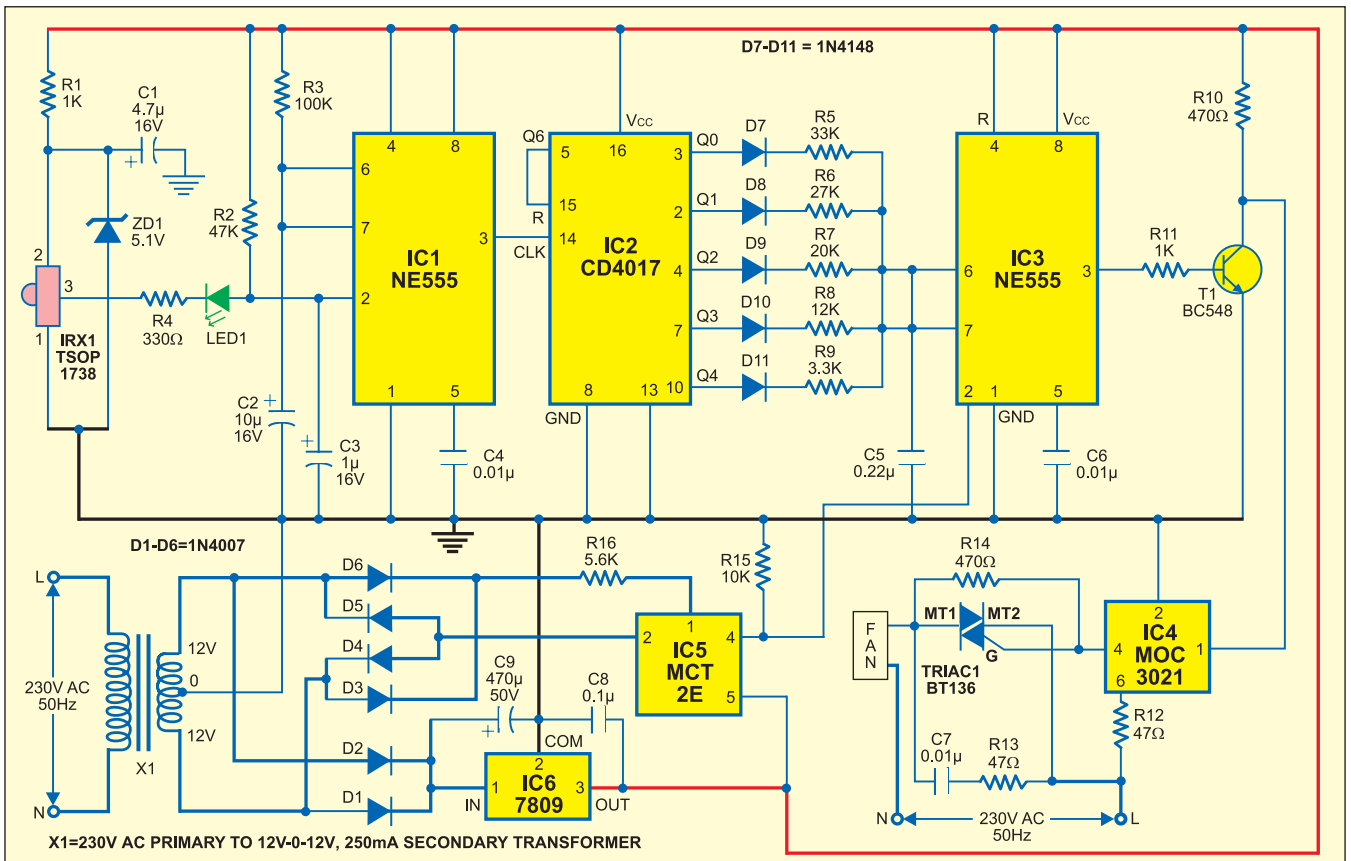 D7-D11 = 1N4148
R1
1K
C1
4.7µ
16V
+
ZD1
5.1V
2
3
1
IRX1
TSOP
1738
R4
330Ω
LED1
R2
47K
R3
100K
C2
10µ
16V
+
C3
1µ
16V
+
4
8
6
7
2
3
1
5
IC1
NE555
C4
0.01µ
Q6
R
CLK
VCC
5
16
15
14
3
2
4
7
10
8
13
IC2
CD4017
GND
Q0
Q1
Q2
Q3
Q4
D7
D8
D9
D10
D11
R5
33K
R6
27K
R7
20K
R8
12K
R9
3.3K
C5
0.22µ
R
VCC
4
8
6
7
3
2
1
5
IC3
NE555
GND
C6
0.01µ
R11
1K
R10
470Ω
T1
BC548
D1-D6=1N4007
L
230V AC
50Hz
N
X1
12V
0
12V
D6
D5
D4
D3
D2
D1
R16
5.6K
C9
470µ
50V
+
C8
0.1µ
COM
2
IC6
7809
1
3
IN
OUT
R15
10K
1
2
4
5
IC5
MCT
2E
FAN
MT1
MT2
G
TRIAC1
BT136
R14
470Ω
2
IC4
MOC
3021
4
1
6
R12
47Ω
C7
0.01µ
R13
47Ω
N
230V AC
50Hz
L
X1=230V AC PRIMARY TO 12V-0-12V, 250mA SECONDARY TRANSFORMER